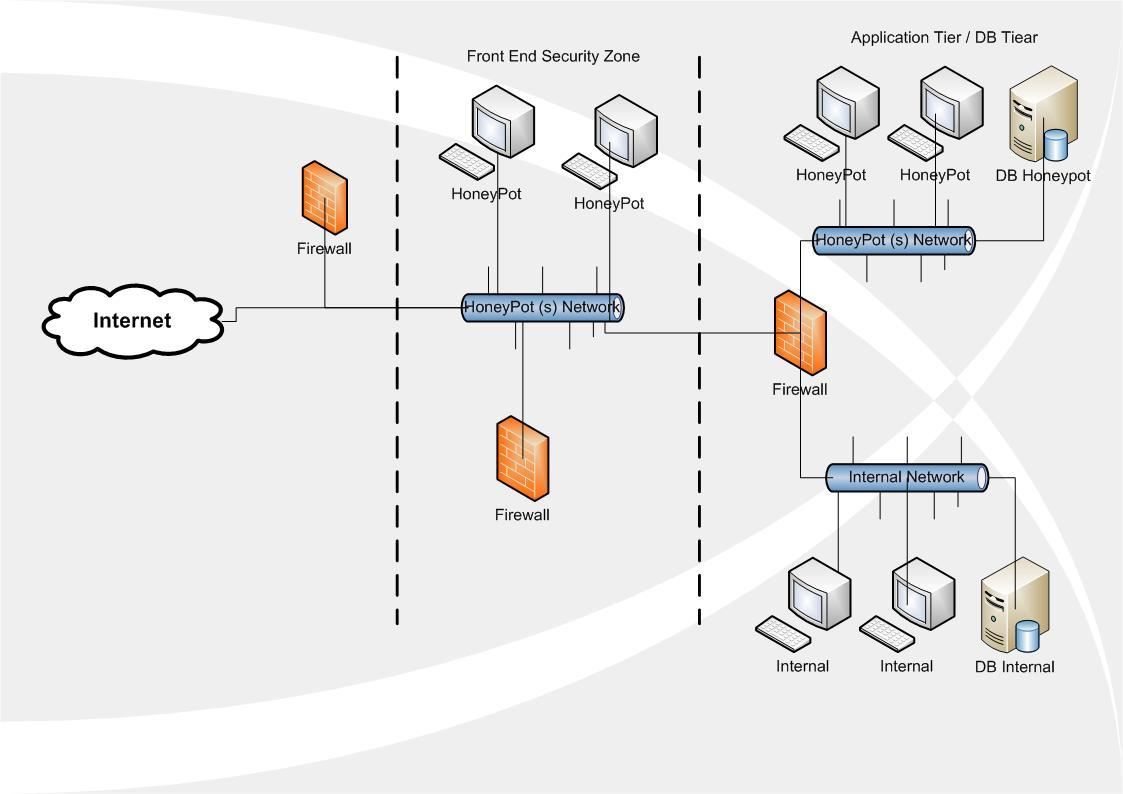 Application Tier / DB Tiear
Front End Security Zone
HoneyPot
HoneyPot
HoneyPot
HoneyPot
DB Honeypot
Firewall
HoneyPot (s) Network
Internet
HoneyPot (s) Network
Firewall
Firewall
Internal Network
Internal
Internal
DB Internal